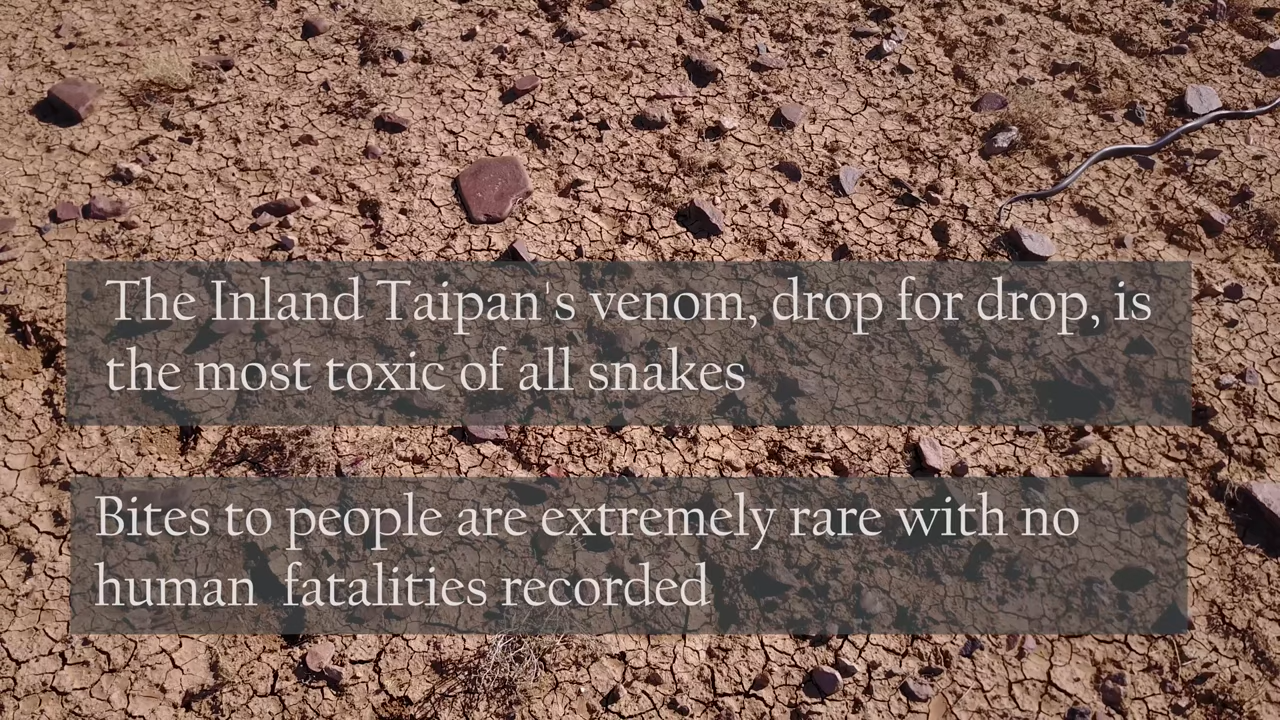 The Inland Taipan's venom, drop for drop, is
the most toxic of all snakes
Bites to people are extremely rare with no
human  fatalities recorded